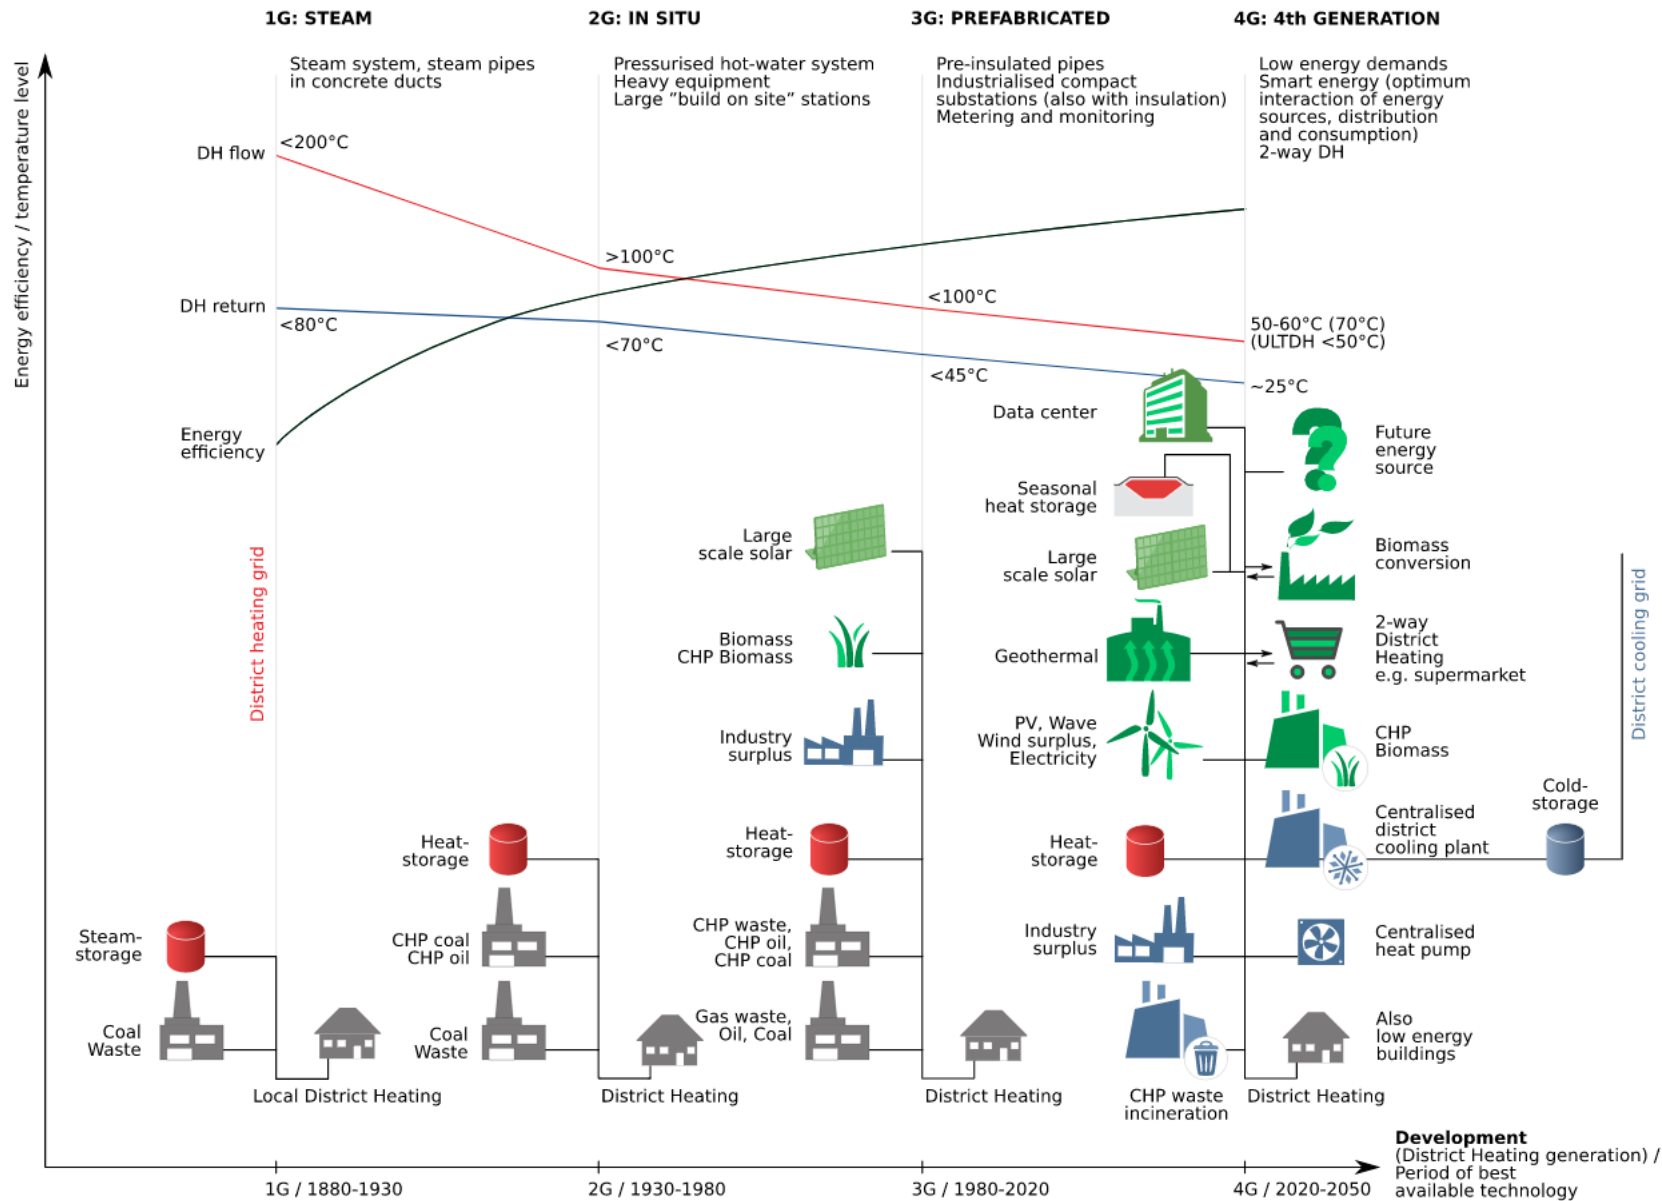 1G: STEAM
2G: IN SITU
3G: PREFABRICATED
4G: 4th GENERATION
Steam system, steam pipes
in concrete ducts
Pressurised hot-water system
Heavy equipment
Large "build on site" stations
Pre-insulated pipes
Industrialised compact
substations (also with insulation)
Metering and monitoring
Low energy demands
Smart energy (optimum
interaction of energy
sources, distribution
and consumption)
2-way DH
Energy efficiency / temperature level
DH flow
<200°C
>100°C
<100°C
50-60°C (70°C)
(ULTDH <50°C)
DH return
<80°C
<70°C
<45°C
~25°C
Energy
efficiency
District heating grid
Steam-
storage
Coal
Waste
Local District Heating
Heat-
storage
CHP coal
CHP oil
Coal
Waste
District Heating
Large
scale solar
Biomass
CHP Biomass
Industry
surplus
Heat-
storage
CHP waste,
CHP oil,
CHP coal
Gas waste,
Oil, Coal
District Heating
Data center
Seasonal
heat storage
Large
scale solar
Geothermal
PV, Wave
Wind surplus,
Electricity
Heat-
storage
Industry
surplus
CHP waste
incineration
Future
energy
source
Biomass
conversion
2-way
District
Heating
e.g. supermarket
CHP
Biomass
Centralised
district
cooling plant
Centralised
heat pump
Also
low energy
buildings
District Heating
Cold-
storage
District cooling grid
Development
(District Heating generation) /
Period of best
available technology
1G / 1880-1930
2G / 1930-1980
3G / 1980-2020
4G / 2020-2050